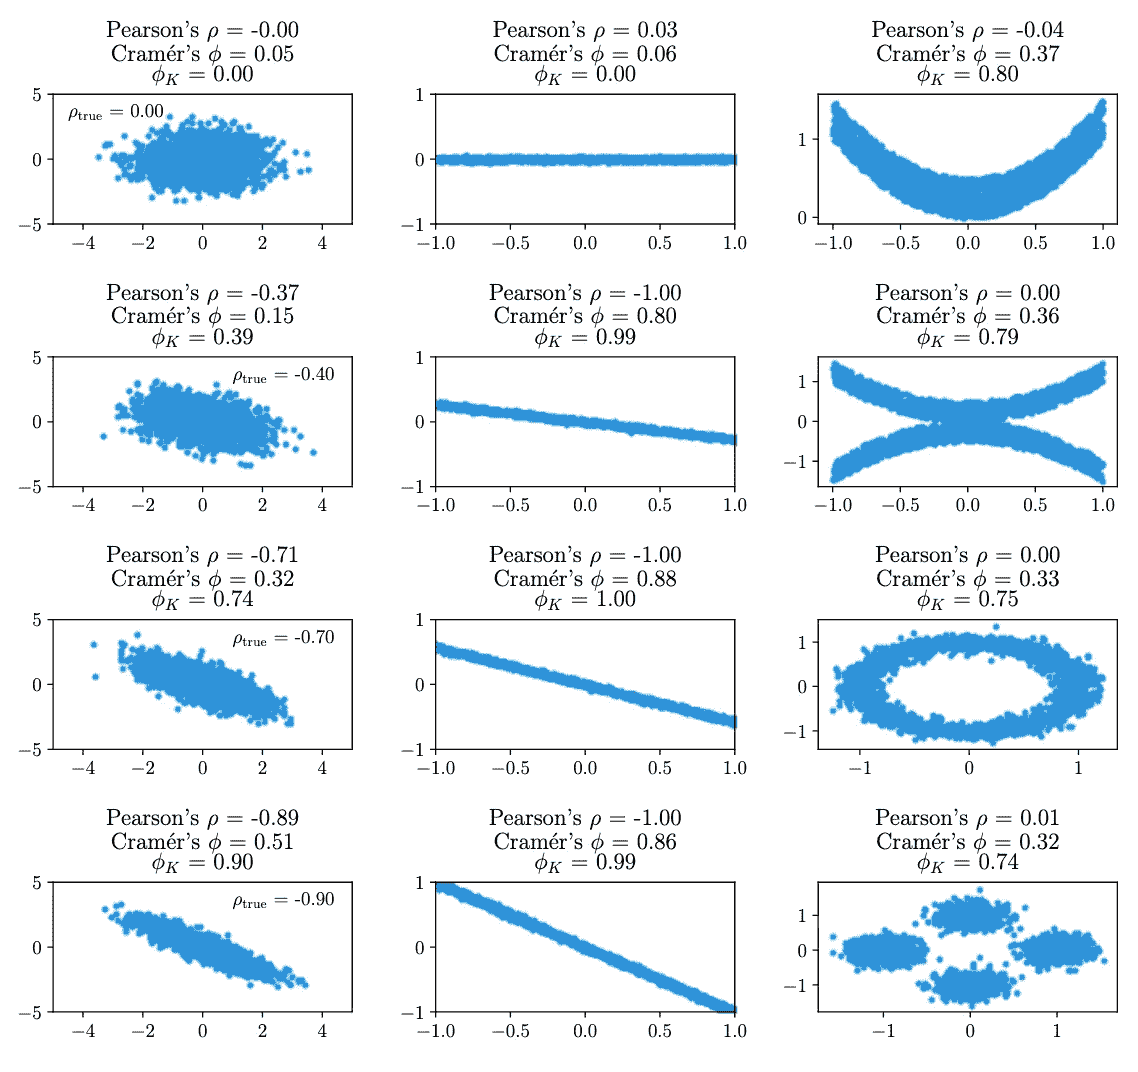 Pearson's ρ = -0.00
Cramér's ϕ = 0.05
ϕK = 0.00
ρtrue = 0.00
5
0
−5
−4 −2 0 2 4
Pearson's ρ = 0.03
Cramér's ϕ = 0.06
ϕK = 0.00
1
0
−1
−1.0 −0.5 0.0 0.5 1.0
Pearson's ρ = -0.04
Cramér's ϕ = 0.37
ϕK = 0.80
1
0
−1.0 −0.5 0.0 0.5 1.0
Pearson's ρ = -0.37
Cramér's ϕ = 0.15
ϕK = 0.39
ρtrue = -0.40
5
0
−5
−4 −2 0 2 4
Pearson's ρ = -1.00
Cramér's ϕ = 0.80
ϕK = 0.99
1
0
−1
−1.0 −0.5 0.0 0.5 1.0
Pearson's ρ = 0.00
Cramér's ϕ = 0.36
ϕK = 0.79
1
0
−1
−1.0 −0.5 0.0 0.5 1.0
Pearson's ρ = -0.71
Cramér's ϕ = 0.32
ϕK = 0.74
ρtrue = -0.70
5
0
−5
−4 −2 0 2 4
Pearson's ρ = -1.00
Cramér's ϕ = 0.88
ϕK = 1.00
1
0
−1
−1.0 −0.5 0.0 0.5 1.0
Pearson's ρ = 0.00
Cramér's ϕ = 0.33
ϕK = 0.75
1
0
−1
−1 0 1
Pearson's ρ = -0.89
Cramér's ϕ = 0.51
ϕK = 0.90
ρtrue = -0.90
5
0
−5
−4 −2 0 2 4
Pearson's ρ = -1.00
Cramér's ϕ = 0.86
ϕK = 0.99
1
0
−1
−1.0 −0.5 0.0 0.5 1.0
Pearson's ρ = 0.01
Cramér's ϕ = 0.32
ϕK = 0.74
1
0
−1
−1 0 1